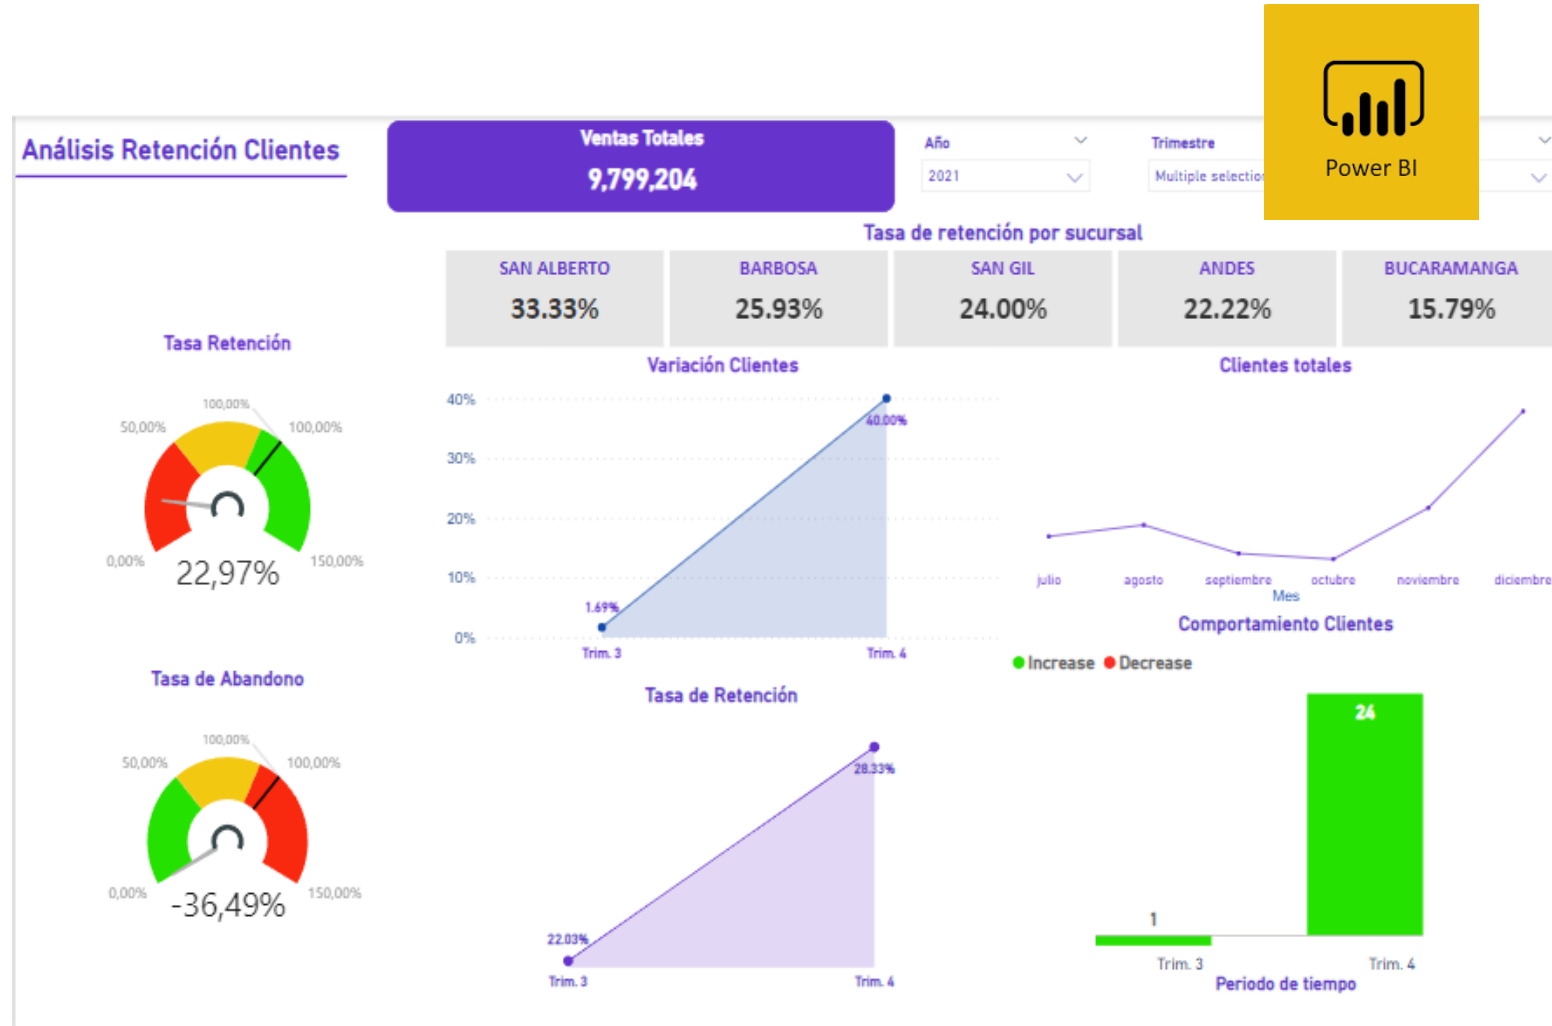 Power BI
Análisis Retención Clientes
Ventas Totales
9,799,204
Año
2021
Trimestre
Multiple selection
Tasa de retención por sucursal
SAN ALBERTO
33.33%
BARBOSA
25.93%
SAN GIL
24.00%
ANDES
22.22%
BUCARAMANGA
15.79%
Tasa Retención
100,00%
50,00%
100,00%
0,00%
150,00%
22,97%
Variación Clientes
40%
30%
20%
10%
0%
40.00%
1.69%
Trim. 3
Trim. 4
Clientes totales
julio
agosto
septiembre
octubre
noviembre
diciembre
Mes
Tasa de Abandono
100,00%
50,00%
100,00%
0,00%
150,00%
-36,49%
Tasa de Retención
28.33%
22.03%
Trim. 3
Trim. 4
Comportamiento Clientes
Increase
Decrease
24
1
Trim. 3
Trim. 4
Periodo de tiempo